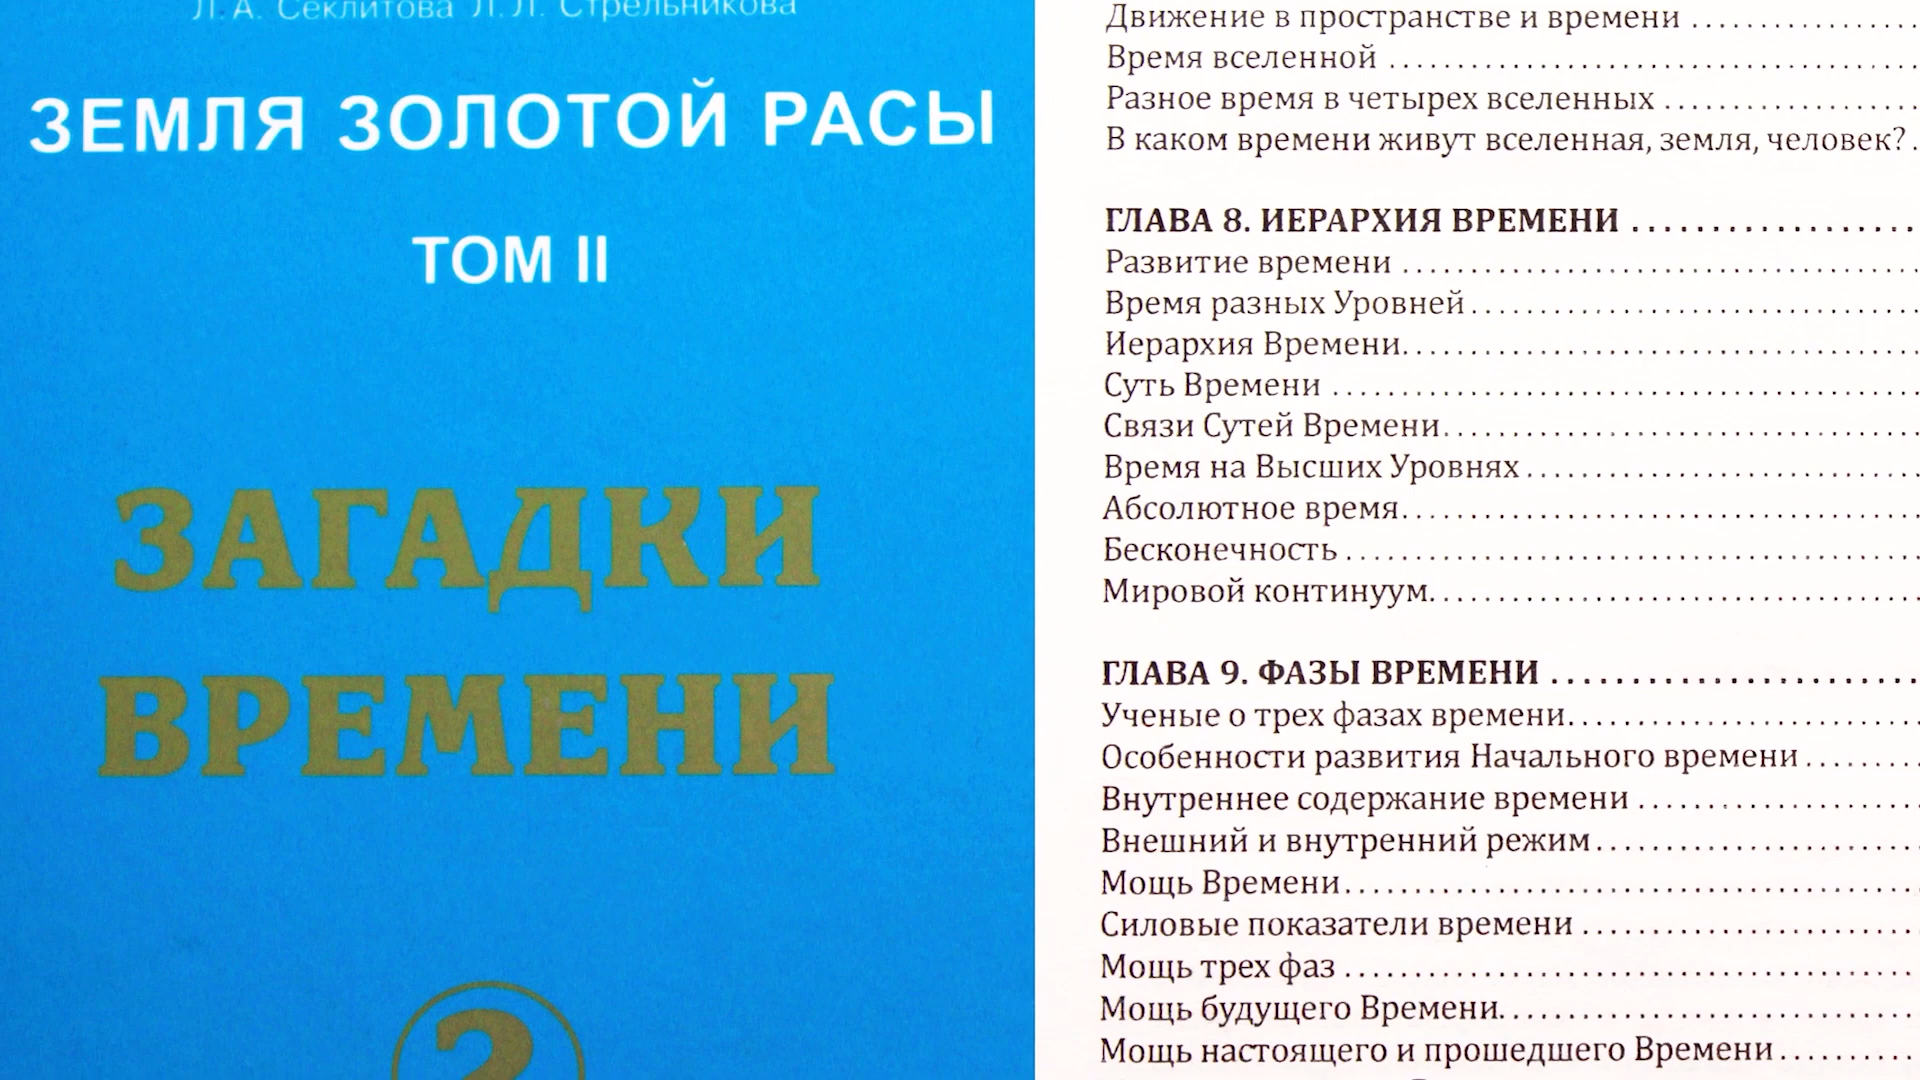 Л. А. Секлитова Л. Л. Стрельникова
ЗЕМЛЯ ЗОЛОТОЙ РАСЫ
ТОМ II
ЗАГАДКИ
ВРЕМЕНИ
2
Движение в пространстве и времени
Время вселенной
Разное время в четырех вселенных
В каком времени живут вселенная, земля, человек?
ГЛАВА 8. ИЕРАРХИЯ ВРЕМЕНИ
Развитие времени
Время разных Уровней
Иерархия Времени
Суть Времени
Связи Сутей Времени
Время на Высших Уровнях
Абсолютное время
Бесконечность
Мировой континуум
ГЛАВА 9. ФАЗЫ ВРЕМЕНИ
Ученые о трех фазах времени
Особенности развития Начального времени
Внутреннее содержание времени
Внешний и внутренний режим
Мощь Времени
Силовые показатели времени
Мощь трех фаз
Мощь будущего Времени
Мощь настоящего и прошедшего Времени